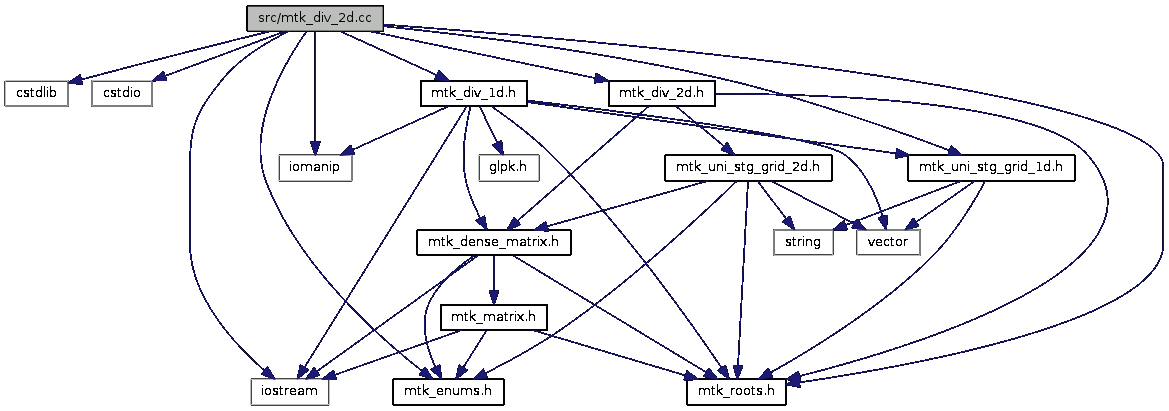 src/mtk_div_2d.cc
cstdlib
cstdio
mtk_div_1d.h
mtk_div_2d.h
iomanip
glpk.h
mtk_uni_stg_grid_2d.h
mtk_uni_stg_grid_1d.h
mtk_dense_matrix.h
string
vector
mtk_matrix.h
iostream
mtk_enums.h
mtk_roots.h